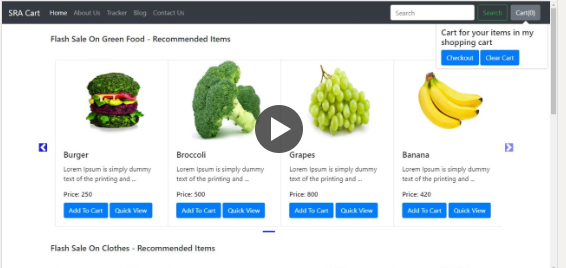 SRA Cart Home About Us Tracker Blog Contact Us Search Search Cart(0)
Cart for your items in my
shopping cart
Checkout Clear Cart
Flash Sale On Green Food - Recommended Items
Burger Broccoli Grapes Banana
Lorem Ipsum is simply dummy Lorem Ipsum is simply dummy Lorem Ipsum is simply dummy Lorem Ipsum is simply dummy
text of the printing and ... text of the printing and ... text of the printing and ... text of the printing and ...
Price: 250 Price: 500 Price: 800 Price: 420
Add To Cart Quick View Add To Cart Quick View Add To Cart Quick View Add To Cart Quick View
Flash Sale On Clothes - Recommended Items